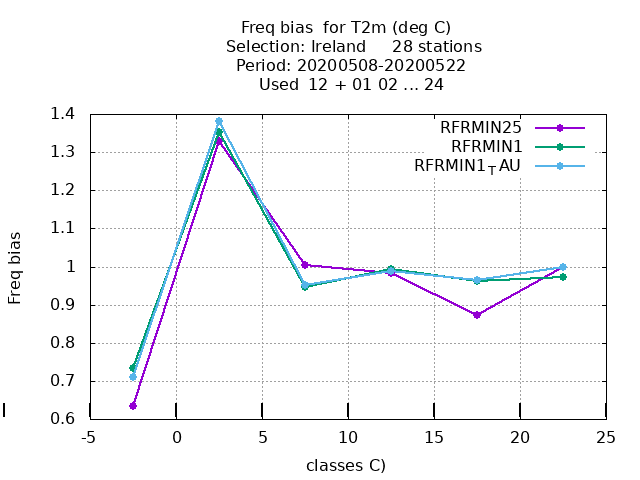 Freq bias for T2m (deg C)
Selection: Ireland 28 stations
Period: 20200508-20200522
Used 12 + 01 02 ... 24
RFRMIN25
RFRMIN1
RFRMIN1TAU
1.4
1.3
1.2
1.1
1
0.9
0.8
0.7
0.6
Freq bias
-5 0 5 10 15 20 25
classes C)